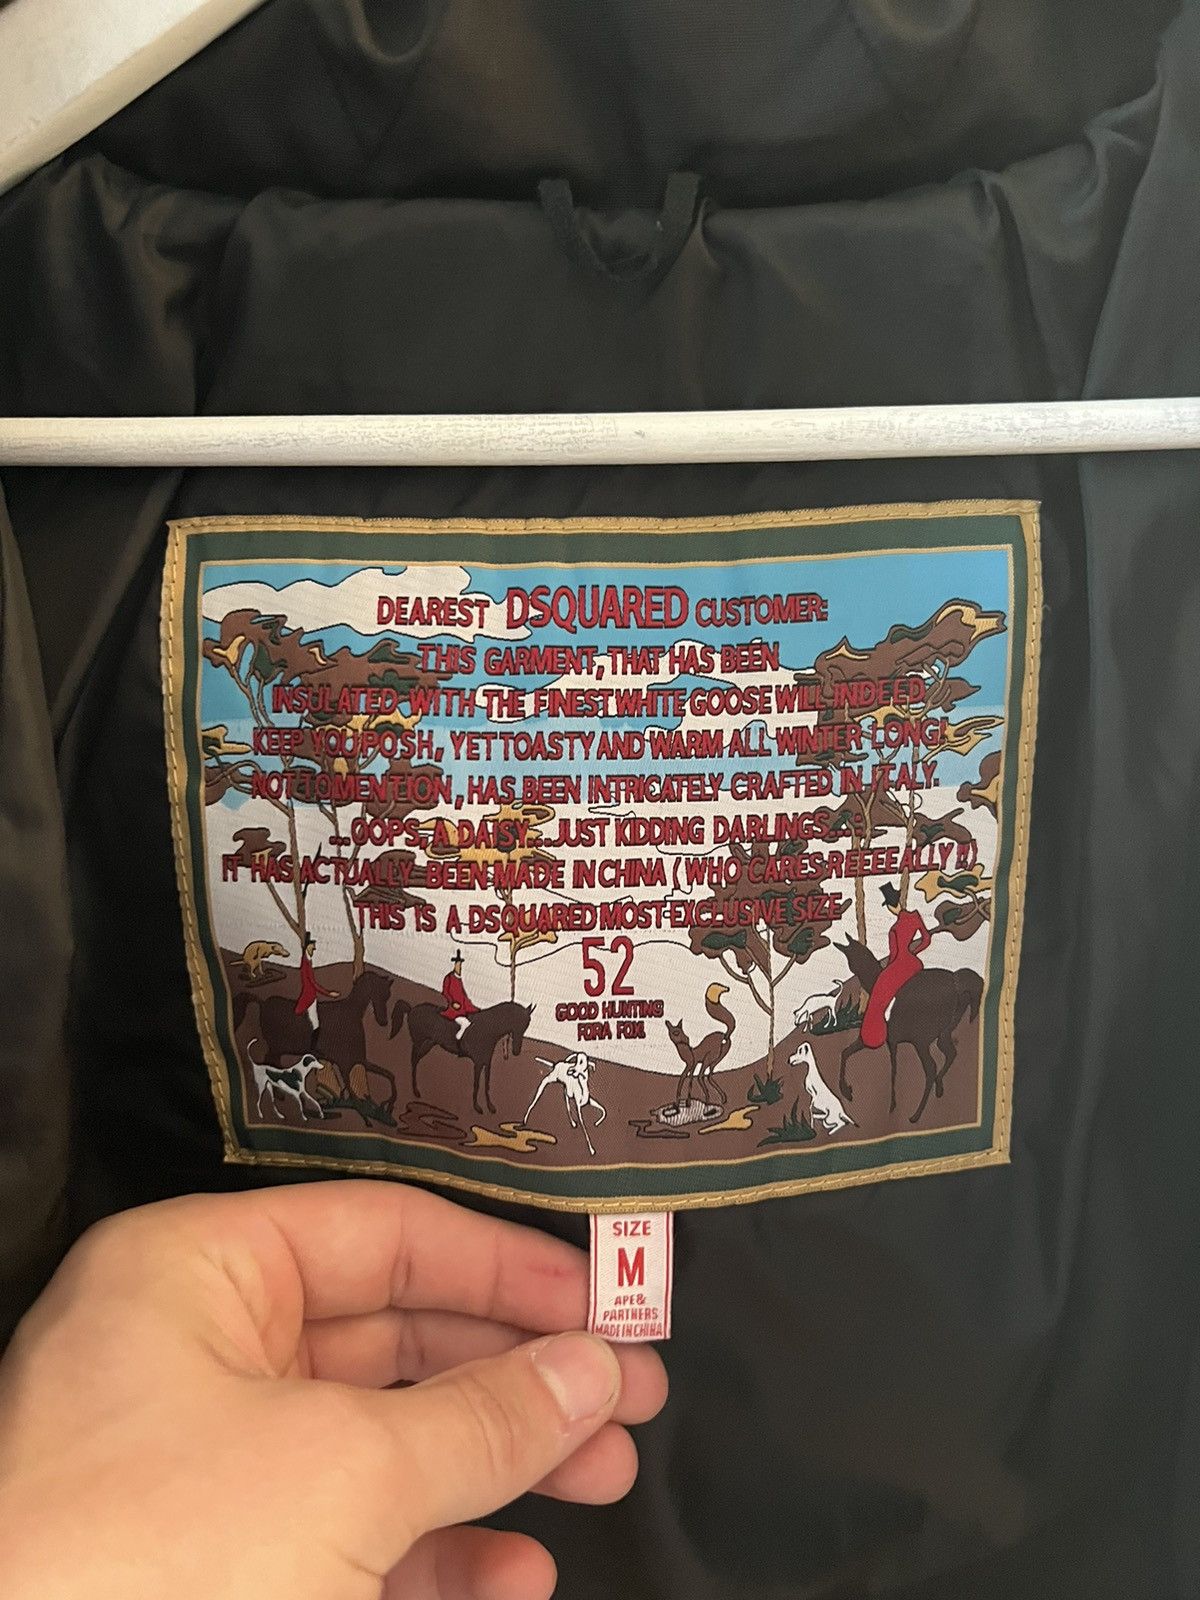 DEAREST DSQUARED CUSTOMER:
THIS GARMENT, THAT HAS BEEN
INSULATED WITH THE FINEST WHITE GOOSE WILL INDEED
KEEP YOU POSH, YET TOASTY AND WARM ALL WINTER LONG!
NOT TO MENTION, HAS BEEN INTRICATELY CRAFTED IN ITALY.
...OOPS, A DAISY....JUST KIDDING DARLINGS...:
IT HAS ACTUALLY BEEN MADE IN CHINA ( WHO CARES REEEEALLY !!)
THIS IS A DSQUARED MOST EXCLUSIVE SIZE
52
GOOD HUNTING
FOR A FOX!
SIZE
M
APE &
PARTNERS
MADE IN CHINA